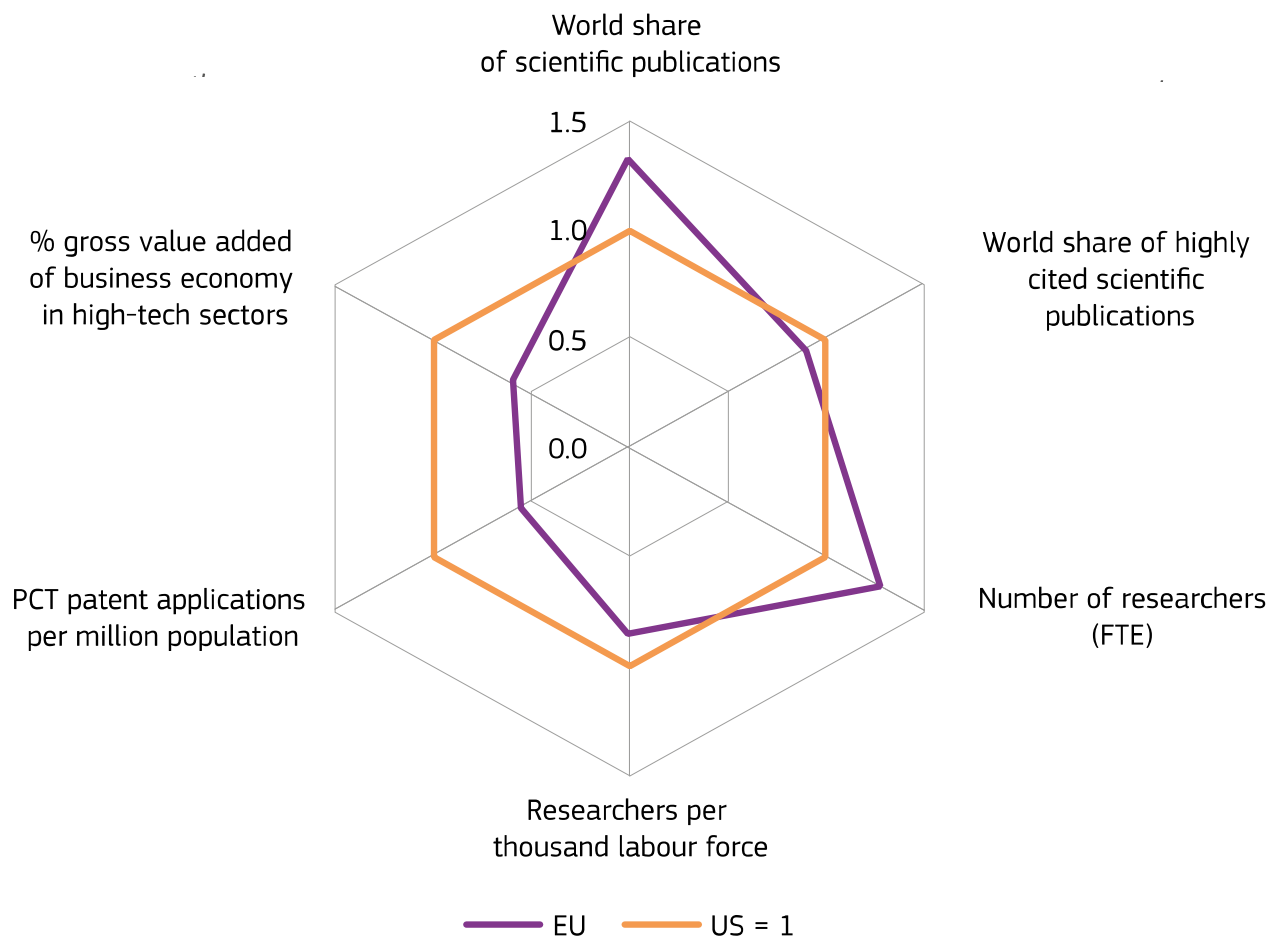 World share
of scientific publications
1.5
1.0
0.5
0.0
% gross value added
of business economy
in high-tech sectors
World share of highly
cited scientific
publications
PCT patent applications
per million population
Number of researchers
(FTE)
Researchers per
thousand labour force
EU
US = 1